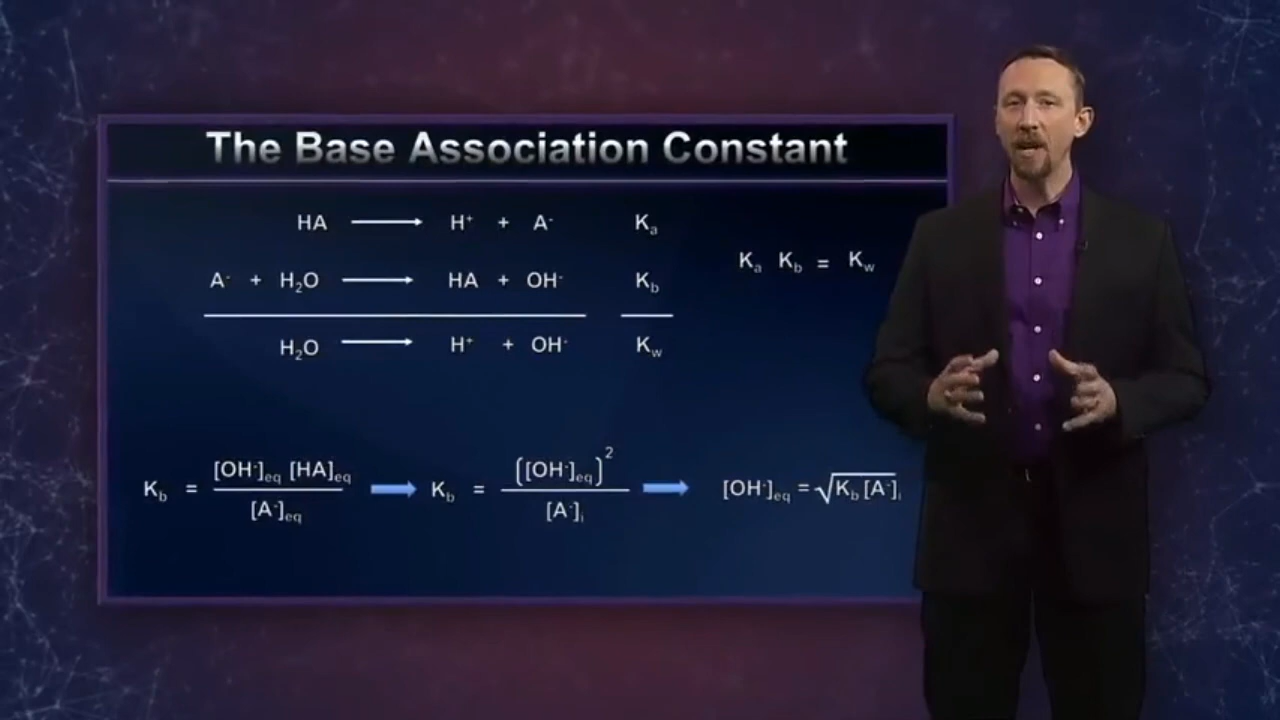 The Base Association Constant
HA ⟶ H⁺ + A⁻ Kₐ
Kₐ K_b = K_w
A⁻ + H₂O ⟶ HA + OH⁻ K_b
H₂O ⟶ H⁺ + OH⁻ K_w
K_b = [OH⁻]_eq [HA]_eq / [A⁻]_eq ➡ K_b = ([OH⁻]_eq)² / [A⁻]_i ➡ [OH⁻]_eq = √K_b [A⁻]_i